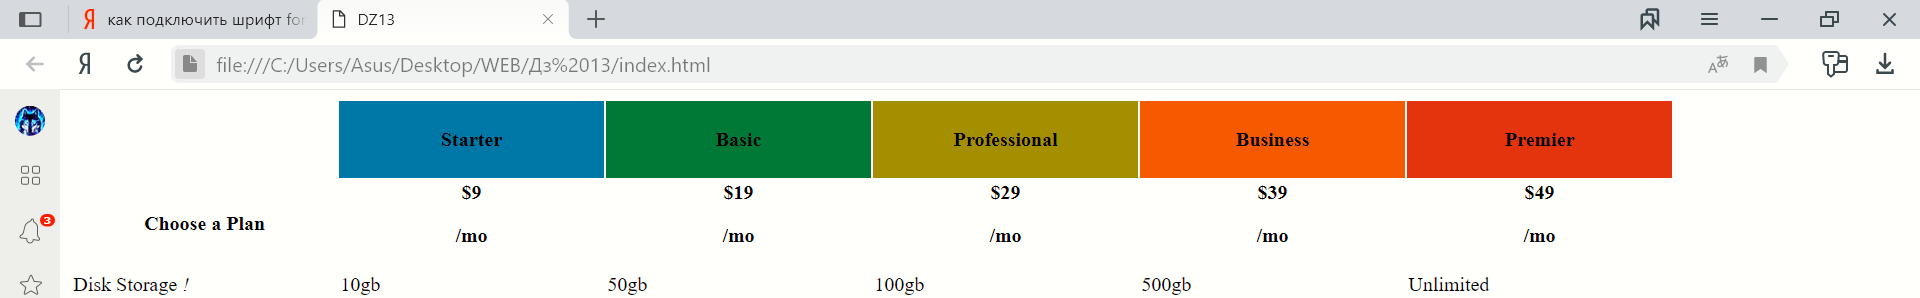 как подключить шрифт for
DZ13
file:///C:/Users/Asus/Desktop/WEB/Дз%2013/index.html
Starter Basic Professional Business Premier
$9 $19 $29 $39 $49
Choose a Plan
/mo /mo /mo /mo /mo
3
Disk Storage ! 10gb 50gb 100gb 500gb Unlimited